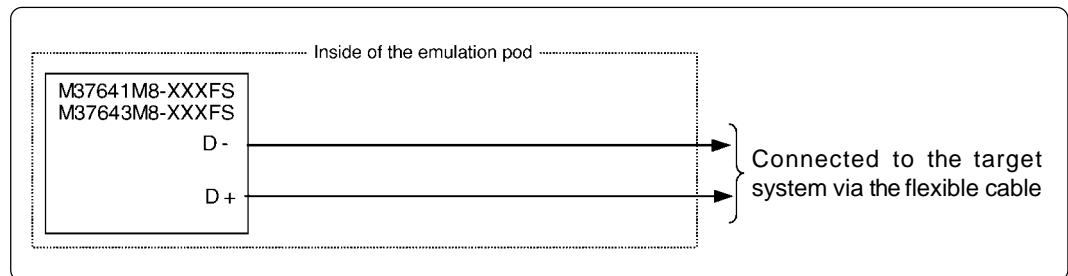 Inside of the emulation pod
M37641M8-XXXFS
M37643M8-XXXFS
D -
D +
Connected to the target
system via the flexible cable